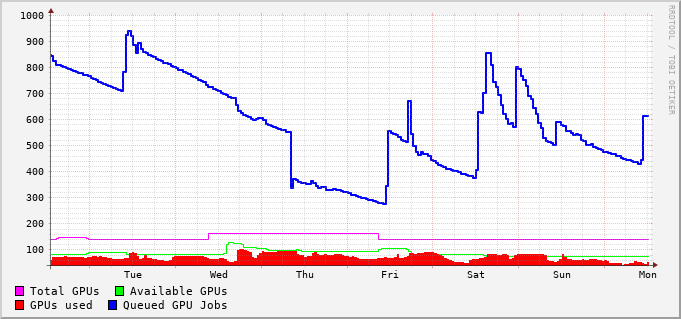 1000
900
800
700
600
500
400
300
200
100
Tue Wed Thu Fri Sat Sun Mon
RRDTOOL / TOBI OETIKER
Total GPUs Available GPUs
GPUs used Queued GPU Jobs